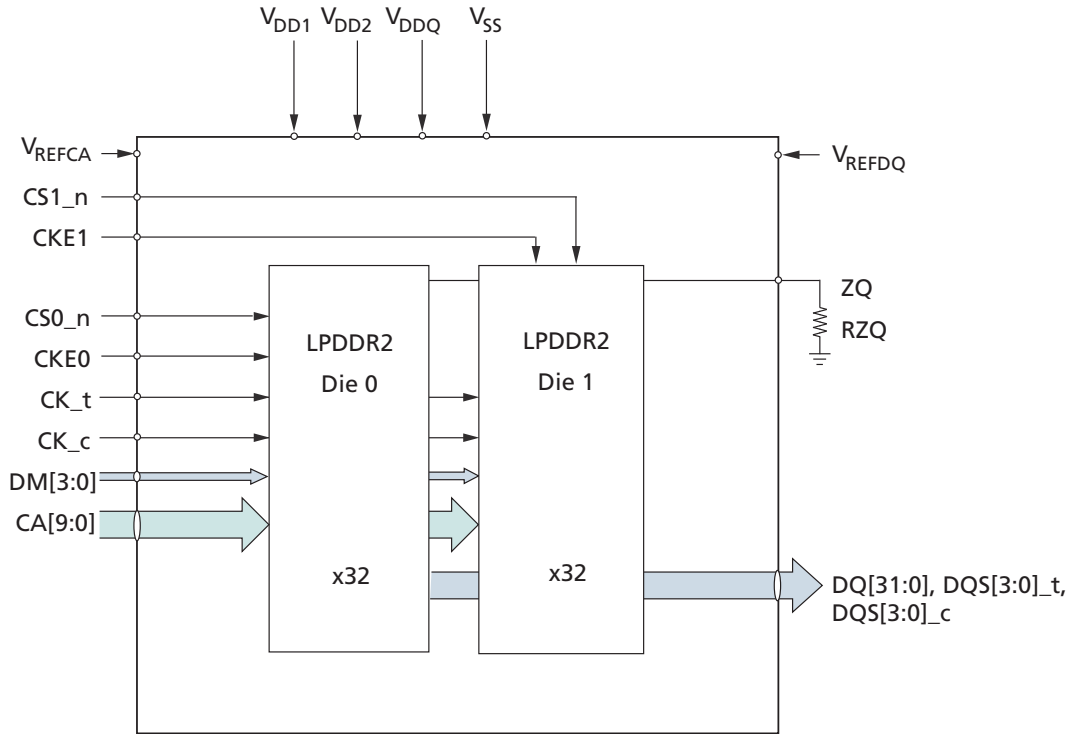 VDD1 VDD2 VDDQ VSS
VREFCA
VREFDQ
CS1_n
CKE1
ZQ
RZQ
CS0_n
CKE0
CK_t
CK_c
DM[3:0]
CA[9:0]
LPDDR2
Die 0
x32
LPDDR2
Die 1
x32
DQ[31:0], DQS[3:0]_t,
DQS[3:0]_c